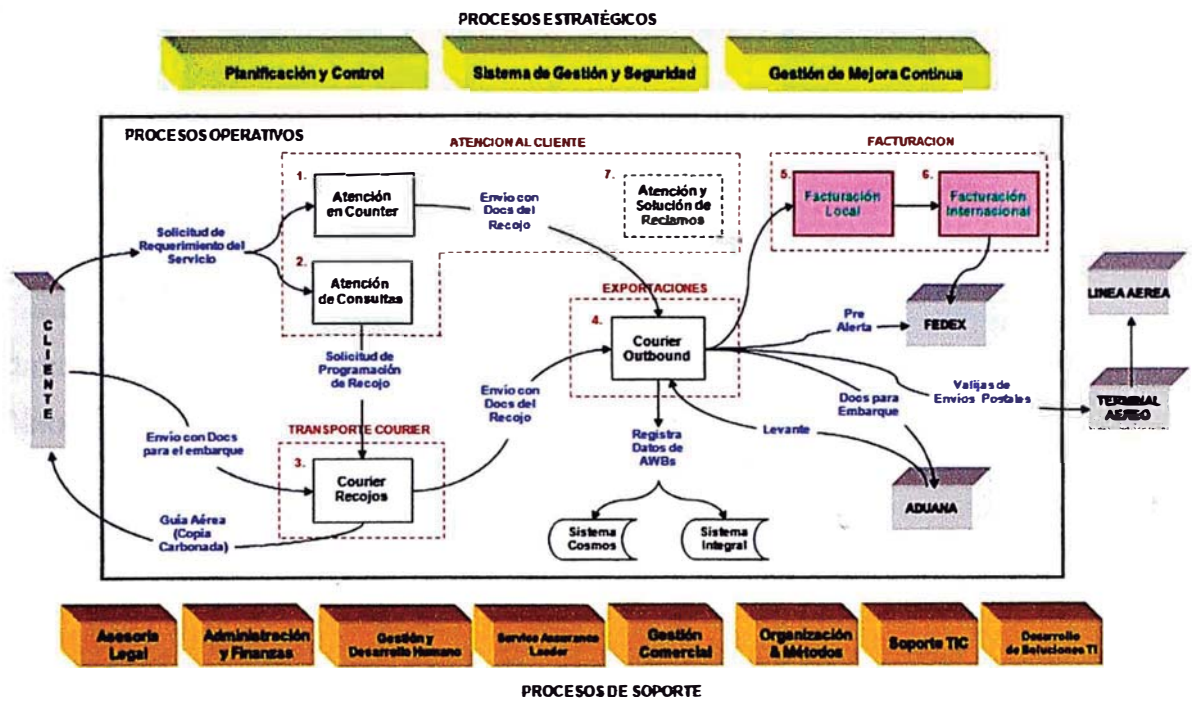 PROCESOS ESTRATÉGICOS
Planificación y Control
Sistema de Gestión y Seguridad
Gestión de Mejora Continua
PROCESOS OPERATIVOS
ATENCION AL CLIENTE
FACTURACION
1.
Atención
en Counter
Envío con
Docs del
Recojo
7.
Atención y
Solución de
Reclamos
5.
Facturación
Local
6.
Facturación
Internacional
Solicitud de
Requerimiento del
Servicio
2.
Atención
de Consultas
CLIENTE
EXPORTACIONES
4.
Courier
Outbound
Pre
Alerta
FEDEX
LINEA AEREA
Solicitud de
Programación
de Recojo
Envío con
Docs del
Recojo
Valijas de
Envíos Postales
TERMINAL
AEREO
Docs para
Embarque
Levante
Envío con Docs
para el embarque
TRANSPORTE COURIER
3.
Courier
Recojos
Registra
Datos de
AWBs
ADUANA
Guía Aérea
(Copia
Carbonada)
Sistema
Cosmos
Sistema
Integral
Asesoría
Legal
Administración
y Finanzas
Gestión y
Desarrollo Humano
Service Assurance
Leader
Gestión
Comercial
Organización
& Métodos
Soporte TIC
Desarrollo
de Soluciones TI
PROCESOS DE SOPORTE